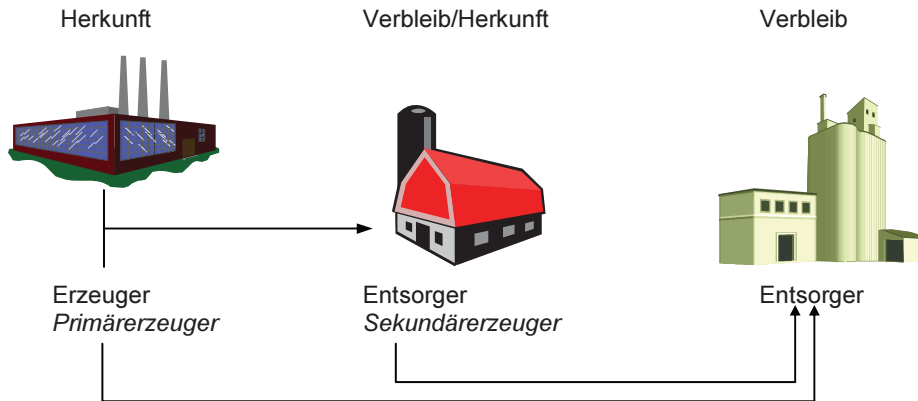 Herkunft
Verbleib/Herkunft
Verbleib
Erzeuger
Primärerzeuger
Entsorger
Sekundärerzeuger
Entsorger